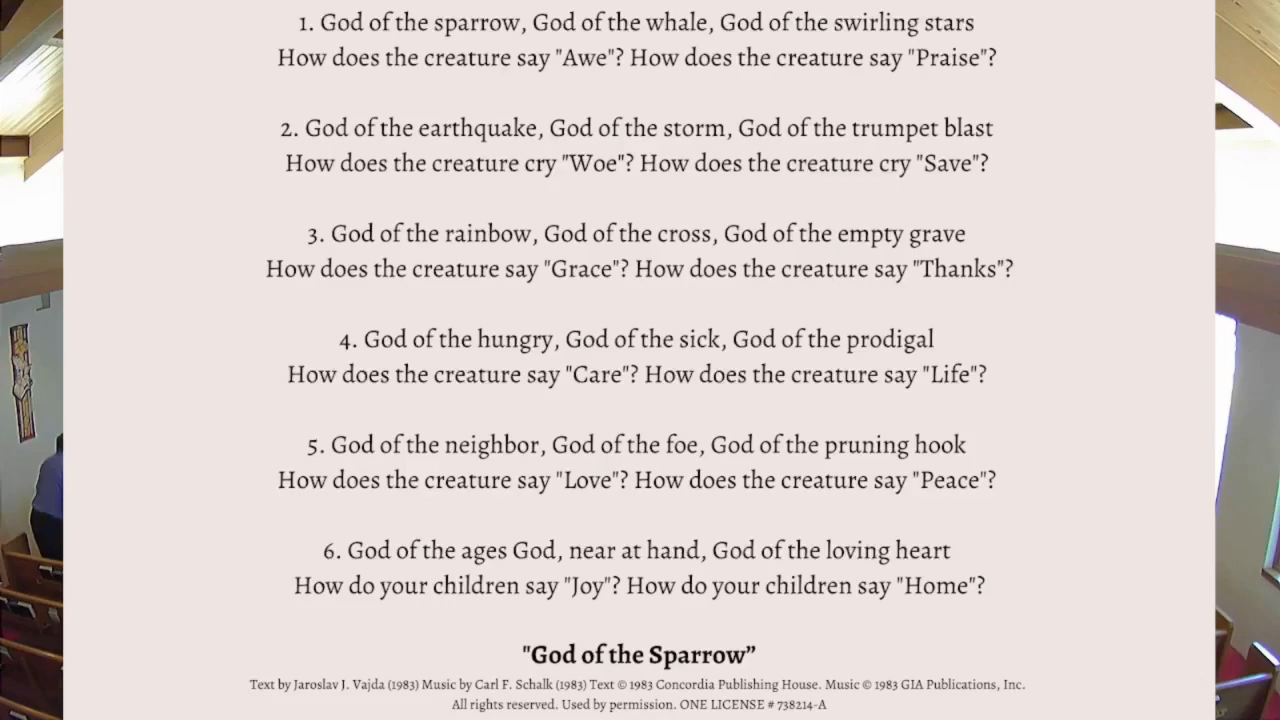 1. God of the sparrow, God of the whale, God of the swirling stars
How does the creature say "Awe"? How does the creature say "Praise"?
2. God of the earthquake, God of the storm, God of the trumpet blast
How does the creature cry "Woe"? How does the creature cry "Save"?
3. God of the rainbow, God of the cross, God of the empty grave
How does the creature say "Grace"? How does the creature say "Thanks"?
4. God of the hungry, God of the sick, God of the prodigal
How does the creature say "Care"? How does the creature say "Life"?
5. God of the neighbor, God of the foe, God of the pruning hook
How does the creature say "Love"? How does the creature say "Peace"?
6. God of the ages God, near at hand, God of the loving heart
How do your children say "Joy"? How do your children say "Home"?
"God of the Sparrow”
Text by Jaroslav J. Vajda (1983) Music by Carl F. Schalk (1983) Text © 1983 Concordia Publishing House. Music © 1983 GIA Publications, Inc.
All rights reserved. Used by permission. ONE LICENSE # 738214-A